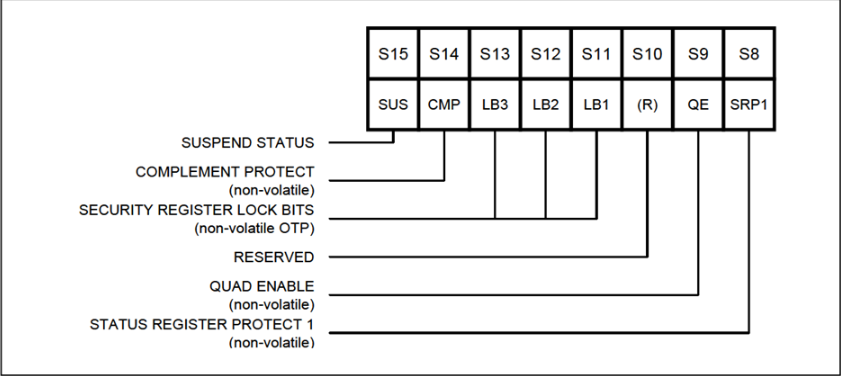 S15 S14 S13 S12 S11 S10 S9 S8
SUS CMP LB3 LB2 LB1 (R) QE SRP1
SUSPEND STATUS
COMPLEMENT PROTECT
(non-volatile)
SECURITY REGISTER LOCK BITS
(non-volatile OTP)
RESERVED
QUAD ENABLE
(non-volatile)
STATUS REGISTER PROTECT 1
(non-volatile)